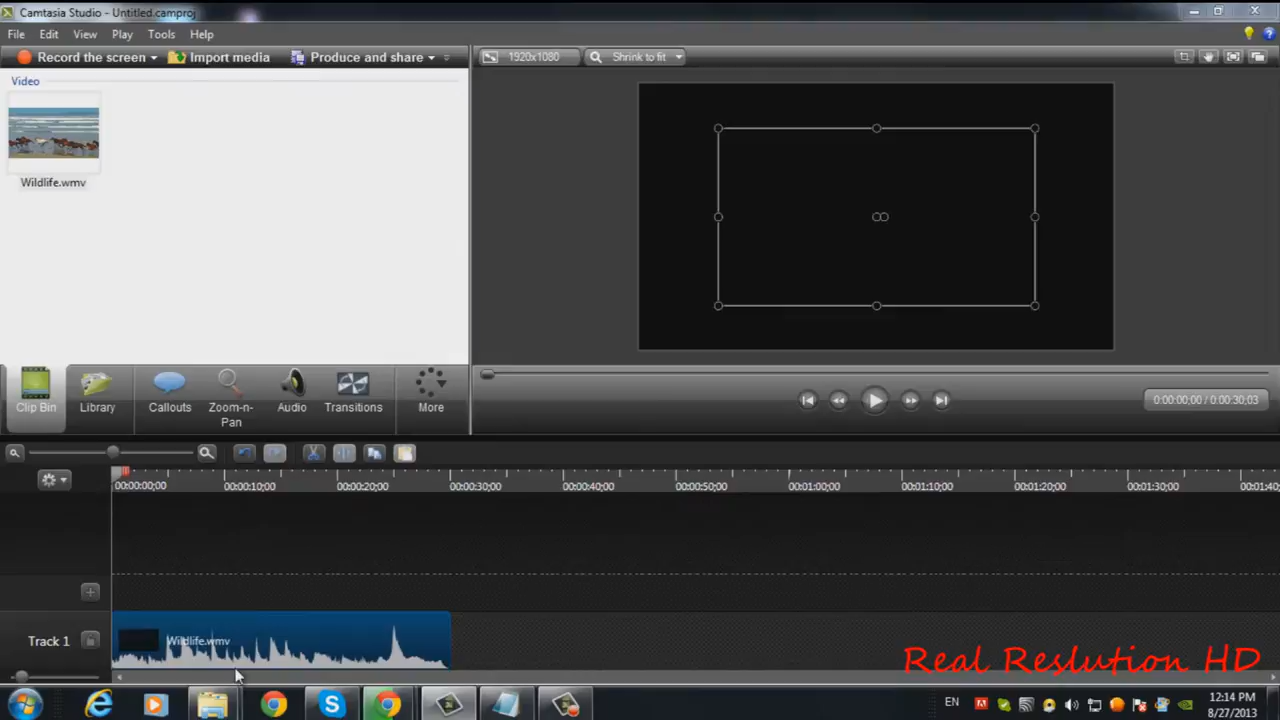 Camtasia Studio - Untitled.camproj
File Edit View Play Tools Help
Record the screen Import media Produce and share 1920x1080 Shrink to fit
Video
Wildlife.wmv
Clip Bin Library Callouts Zoom-n-Pan Audio Transitions More
0:00:00;00 / 0:00:30;03
00:00:00;00 00:00:10;00 00:00:20;00 00:00:30;00 00:00:40;00 00:00:50;00 00:01:00;00 00:01:10;00 00:01:20;00 00:01:30;00 00:01:40
Track 1 Wildlife.wmv
Real Reslution HD
EN 12:14 PM
8/27/2013